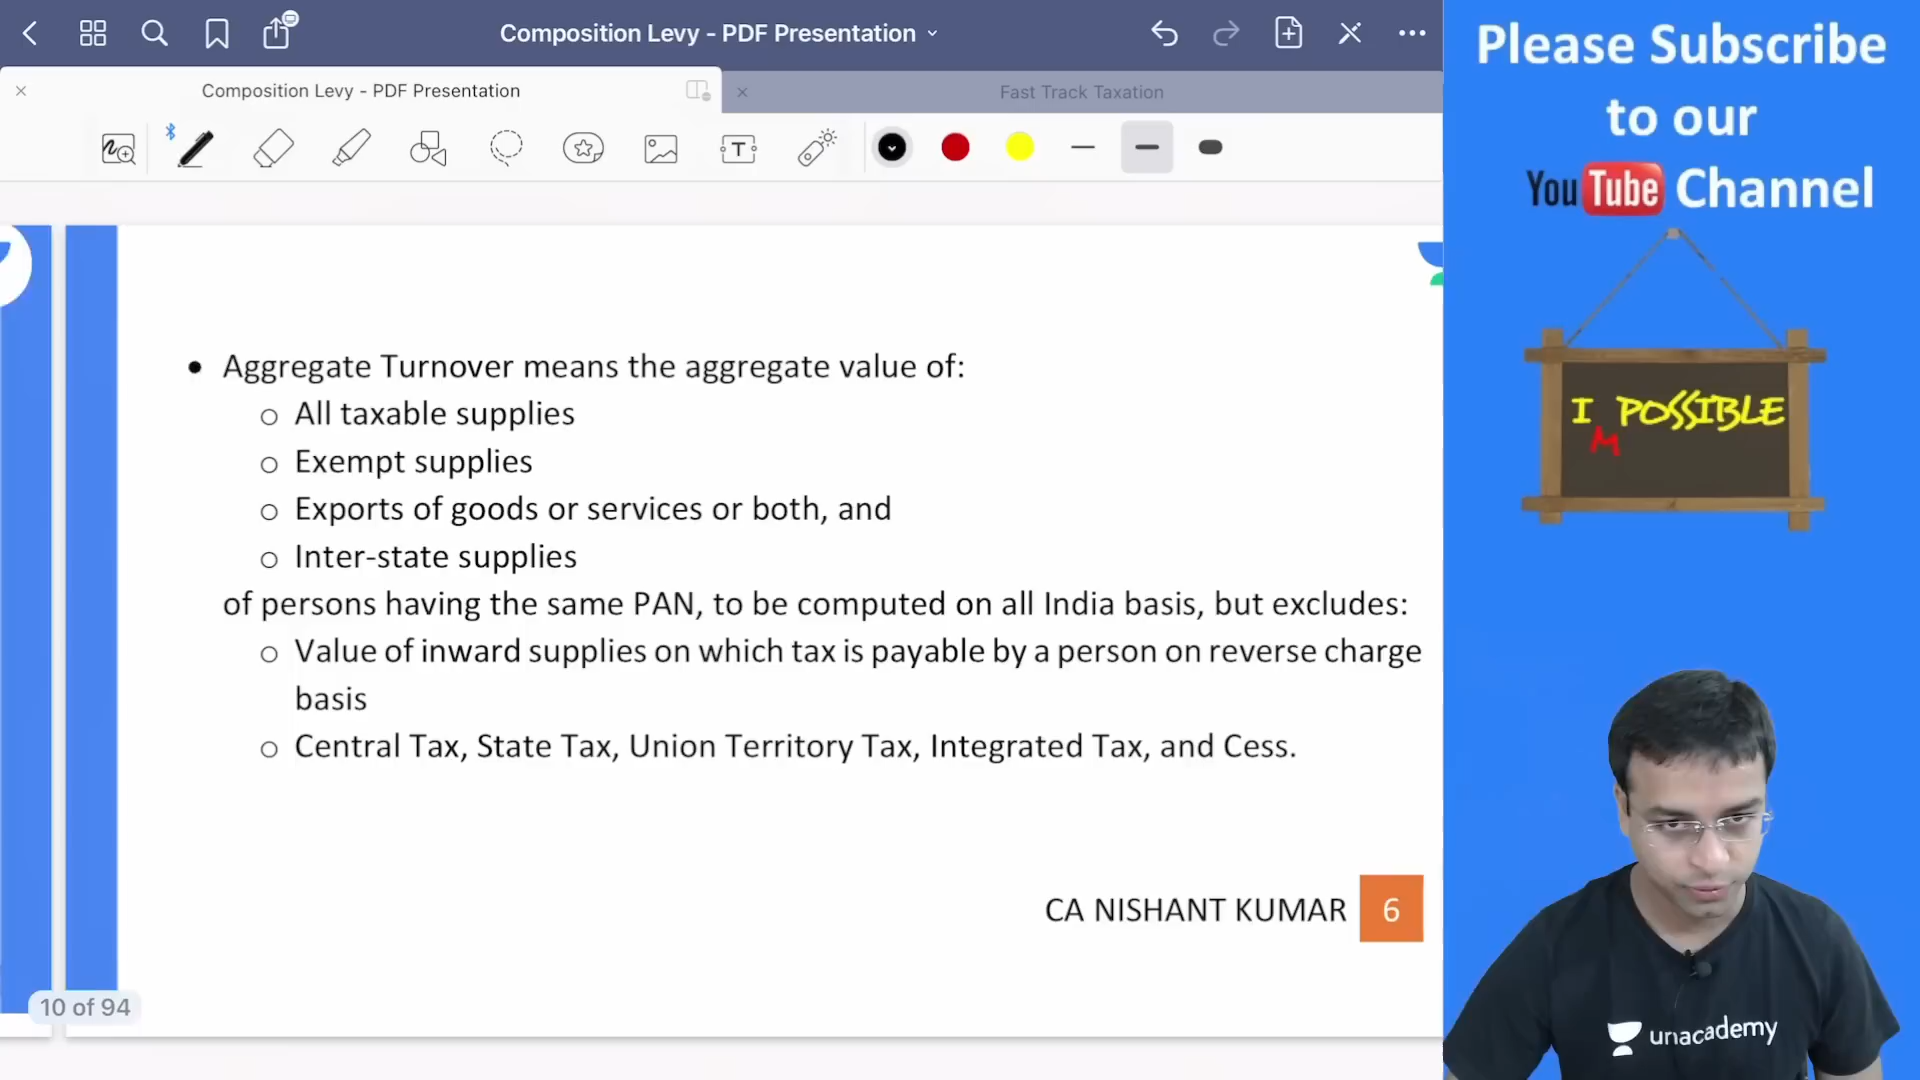 Composition Levy - PDF Presentation
Composition Levy - PDF Presentation
Fast Track Taxation
T
• Aggregate Turnover means the aggregate value of:
o All taxable supplies
o Exempt supplies
o Exports of goods or services or both, and
o Inter-state supplies
of persons having the same PAN, to be computed on all India basis, but excludes:
o Value of inward supplies on which tax is payable by a person on reverse charge
basis
o Central Tax, State Tax, Union Territory Tax, Integrated Tax, and Cess.
CA NISHANT KUMAR 6
10 of 94
Please Subscribe
to our
YouTube Channel
I POSSIBLE
M
unacademy